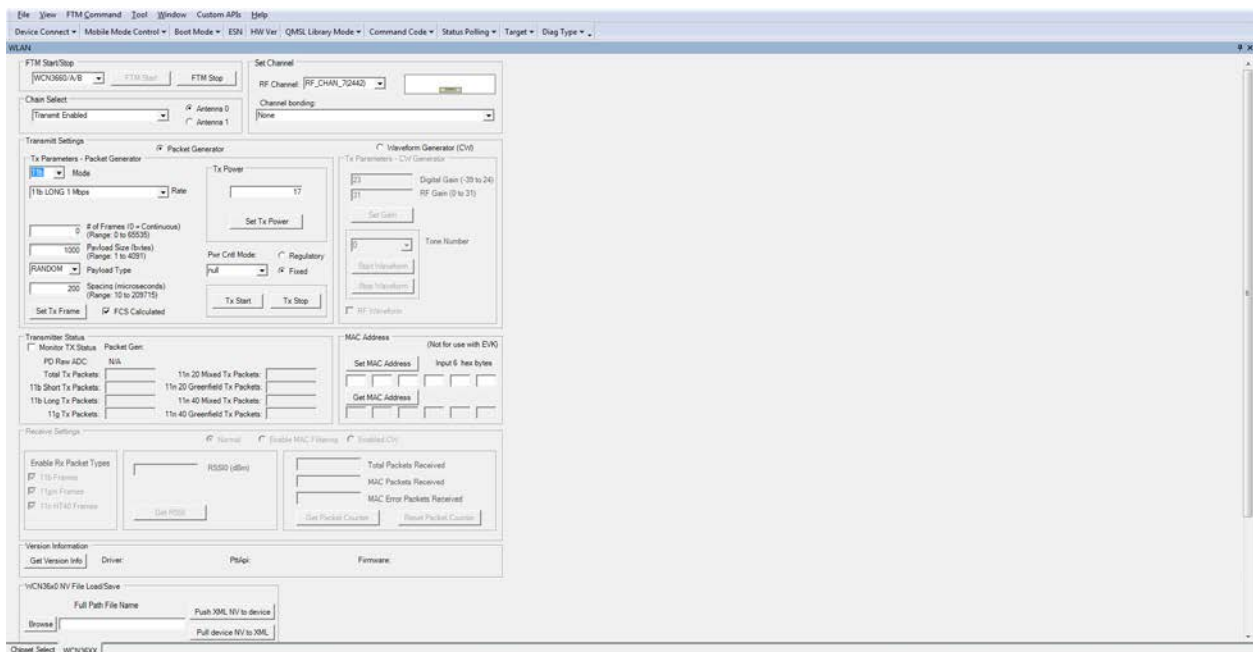 File View FTM Command Tool Window Custom APIs Help
Device Connect Mobile Mode Control Boot Mode ESN HW Ver QMSL Library Mode Command Code Status Polling Target Diag Type
WLAN
FTM Start/Stop
WCN3660/A/B FTM Start FTM Stop
Set Channel
RF Channel: RF_CHAN_7(2442)
Chain Select
Transmit Enabled
Antenna 0
Antenna 1
Channel bonding:
None
Transmitt Settings
Packet Generator
Waveform Generator (CW)
Tx Parameters - Packet Generator
11b Mode
11b LONG 1 Mbps Rate
0 # of Frames (0 = Continuous)
(Range: 0 to 65535)
1000 Payload Size (bytes)
(Range: 1 to 4091)
RANDOM Payload Type
200 Spacing (microseconds)
(Range: 10 to 209715)
Set Tx Frame FCS Calculated
Tx Power
17
Set Tx Power
Pwr Cntl Mode: Regulatory
null Fixed
Tx Start Tx Stop
Tx Parameters - CW Generator
23 Digital Gain (-39 to 24)
31 RF Gain (0 to 31)
Set Gain
0 Tone Number
Start Waveform
Stop Waveform
RF Waveform
Transmitter Status
Monitor TX Status Packet Gen:
PD Raw ADC: N/A
Total Tx Packets: 11n 20 Mixed Tx Packets:
11b Short Tx Packets: 11n 20 Greenfield Tx Packets:
11b Long Tx Packets: 11n 40 Mixed Tx Packets:
11g Tx Packets: 11n 40 Greenfield Tx Packets:
MAC Address
(Not for use with EVK)
Set MAC Address Input 6 hex bytes
Get MAC Address
Receive Settings
Normal Enable MAC Filtering Enabled CW
Enable Rx Packet Types
11b Frames
11gn Frames
11n HT40 Frames
RSSI0 (dBm)
Get RSSI
Total Packets Received
MAC Packets Received
MAC Error Packets Received
Get Packet Counter Reset Packet Counter
Version Information
Get Version Info Driver: PttApi: Firmware:
WCN36x0 NV File Load/Save
Full Path File Name
Browse
Push XML NV to device
Pull device NV to XML
Chipset Select WCN36XX